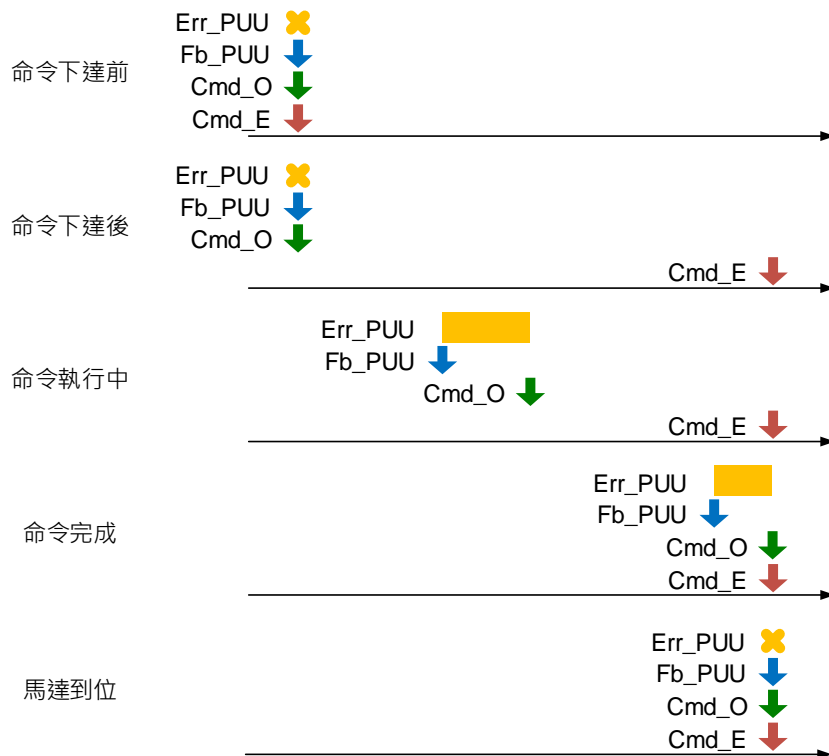 Err_PUU
Fb_PUU
命令下達前
Cmd_O
Cmd_E
Err_PUU
Fb_PUU
命令下達後
Cmd_O
Cmd_E
Err_PUU
Fb_PUU
命令執行中
Cmd_O
Cmd_E
Err_PUU
Fb_PUU
命令完成
Cmd_O
Cmd_E
Err_PUU
Fb_PUU
馬達到位
Cmd_O
Cmd_E